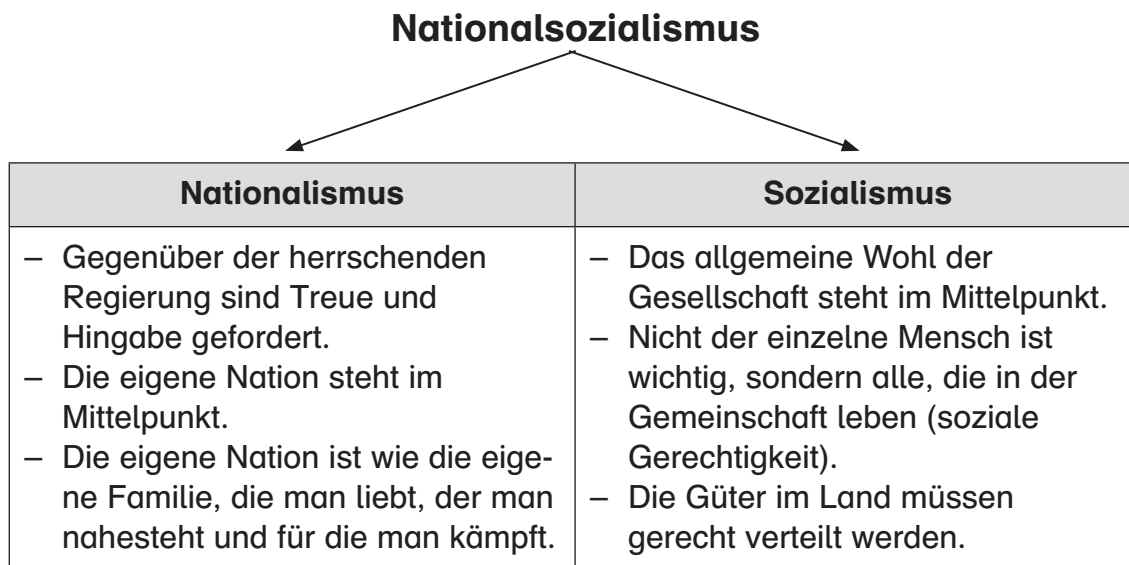 Nationalsozialismus
Nationalismus
– Gegenüber der herrschenden
Regierung sind Treue und
Hingabe gefordert.
– Die eigene Nation steht im
Mittelpunkt.
– Die eigene Nation ist wie die eige-
ne Familie, die man liebt, der man
nahesteht und für die man kämpft.
Sozialismus
– Das allgemeine Wohl der
Gesellschaft steht im Mittelpunkt.
– Nicht der einzelne Mensch ist
wichtig, sondern alle, die in der
Gemeinschaft leben (soziale
Gerechtigkeit).
– Die Güter im Land müssen
gerecht verteilt werden.